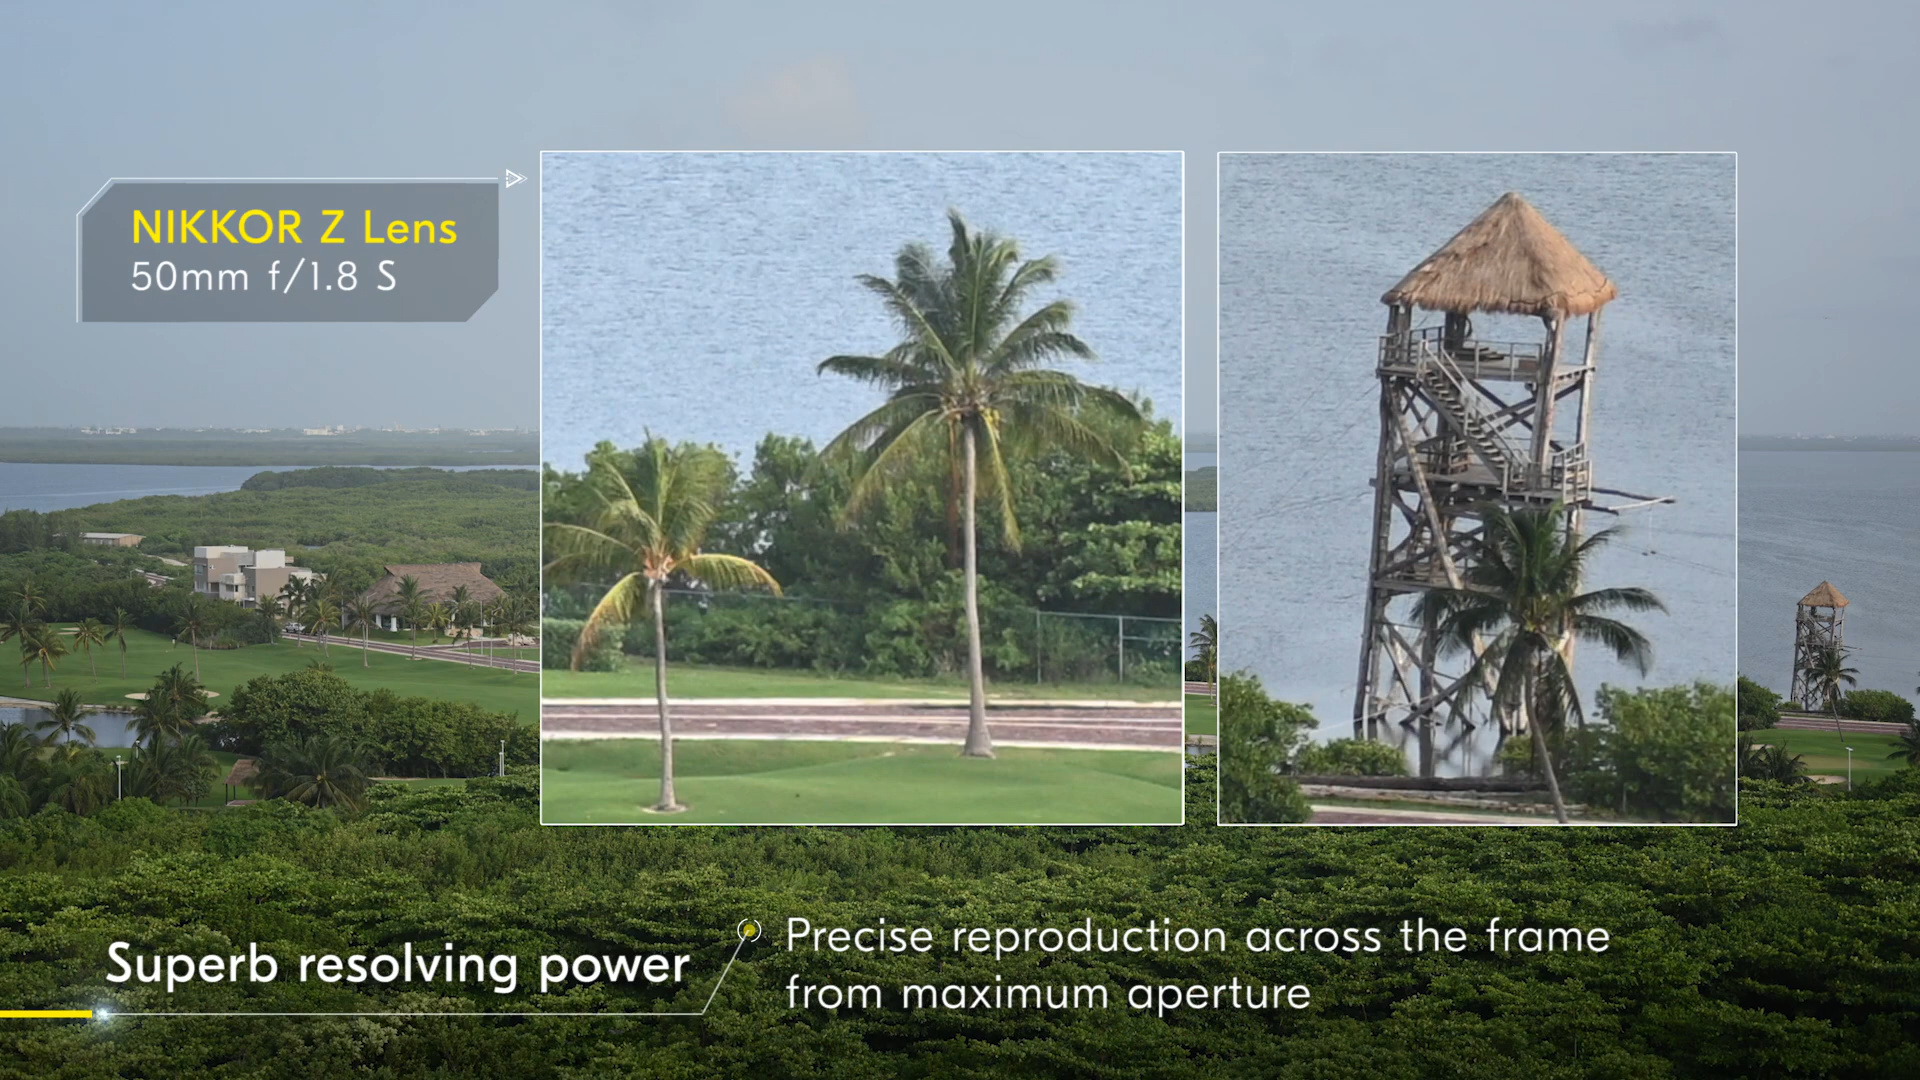 NIKKOR Z Lens
50mm f/1.8 S
Superb resolving power
Precise reproduction across the frame
from maximum aperture